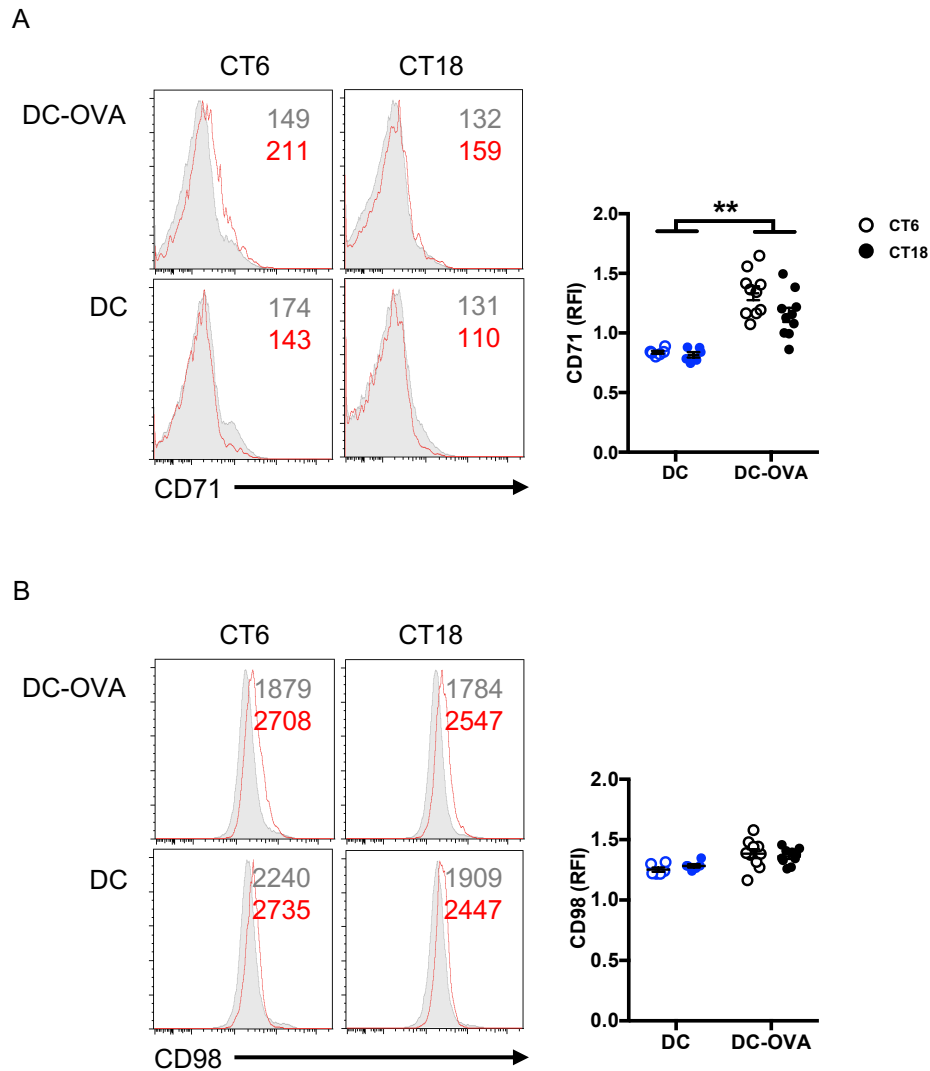 A
CT6 CT18
DC-OVA
149
211
132
159
DC
174
143
131
110
CD71
2.0
1.5
1.0
0.5
0.0
CD71 (RFI)
**
DC DC-OVA
CT6
CT18
B
CT6 CT18
DC-OVA
1879
2708
1784
2547
DC
2240
2735
1909
2447
CD98
2.0
1.5
1.0
0.5
0.0
CD98 (RFI)
DC DC-OVA